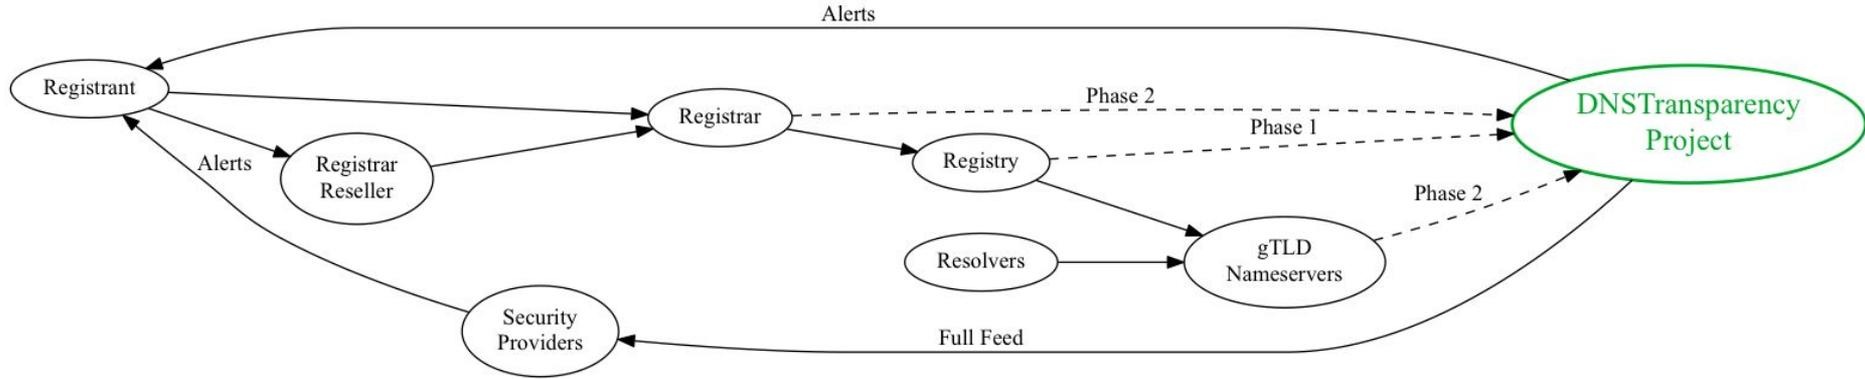 Alerts
Registrant
Registrar
Phase 2
DNSTransparency
Project
Phase 1
Registry
Alerts
Registrar
Reseller
Phase 2
Resolvers
gTLD
Nameservers
Security
Providers
Full Feed